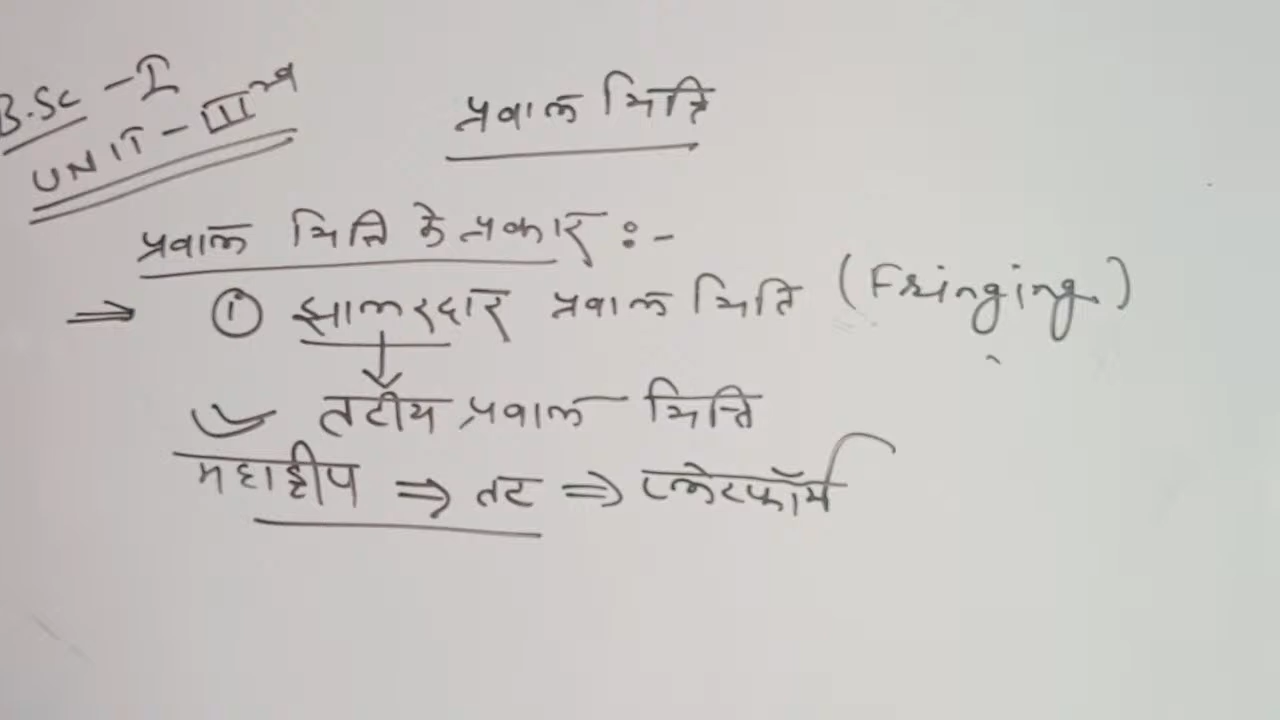 B.Sc - I
UNIT - III
प्रवाल भित्ति
प्रवाल भित्ति के प्रकार :-
⇒ ① झालरदार प्रवाल भित्ति (Fringing)
↓
तटीय प्रवाल भित्ति
महाद्वीप ⇒ तट ⇒ प्लेटफॉर्म